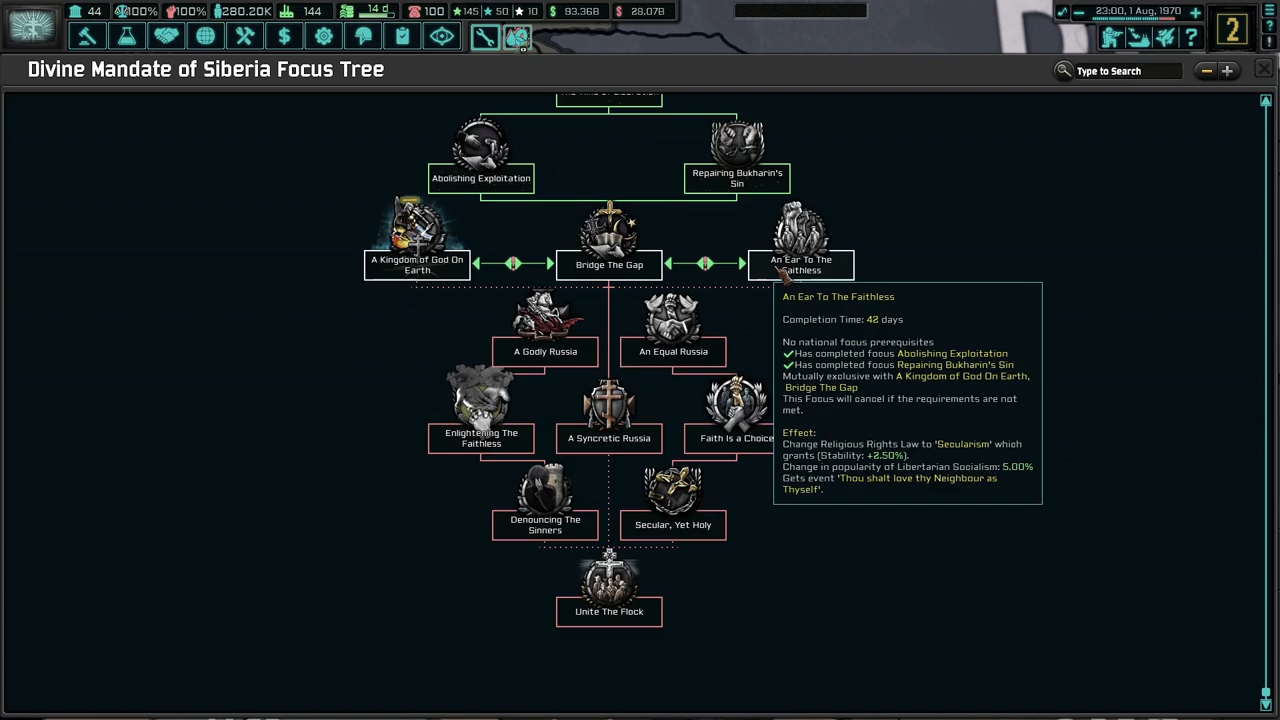 44 100% 100% 280.20K 144 14 d 100 145 50 10 $ 93.36B $ 28.07B
23:00, 1 Aug, 1970
2
Divine Mandate of Siberia Focus Tree
Type to Search
Abolishing Exploitation
Repairing Bukharin's
Sin
A Kingdom of God On
Earth
Bridge The Gap
An Ear To The
Faithless
An Ear To The Faithless
Completion Time: 42 days
No national focus prerequisites
Has completed focus Abolishing Exploitation
Has completed focus Repairing Bukharin's Sin
Mutually exclusive with A Kingdom of God On Earth,
Bridge The Gap
This Focus will cancel if the requirements are not
met.
Effect:
Change Religious Rights Law to 'Secularism' which
grants (Stability: +2.50%).
Change in popularity of Libertarian Socialism: 5.00%
Gets event 'Thou shalt love thy Neighbour as
Thyself'.
A Godly Russia
An Equal Russia
Enlightening The
Faithless
A Syncretic Russia
Faith Is a Choice
Denouncing The
Sinners
Secular, Yet Holy
Unite The Flock